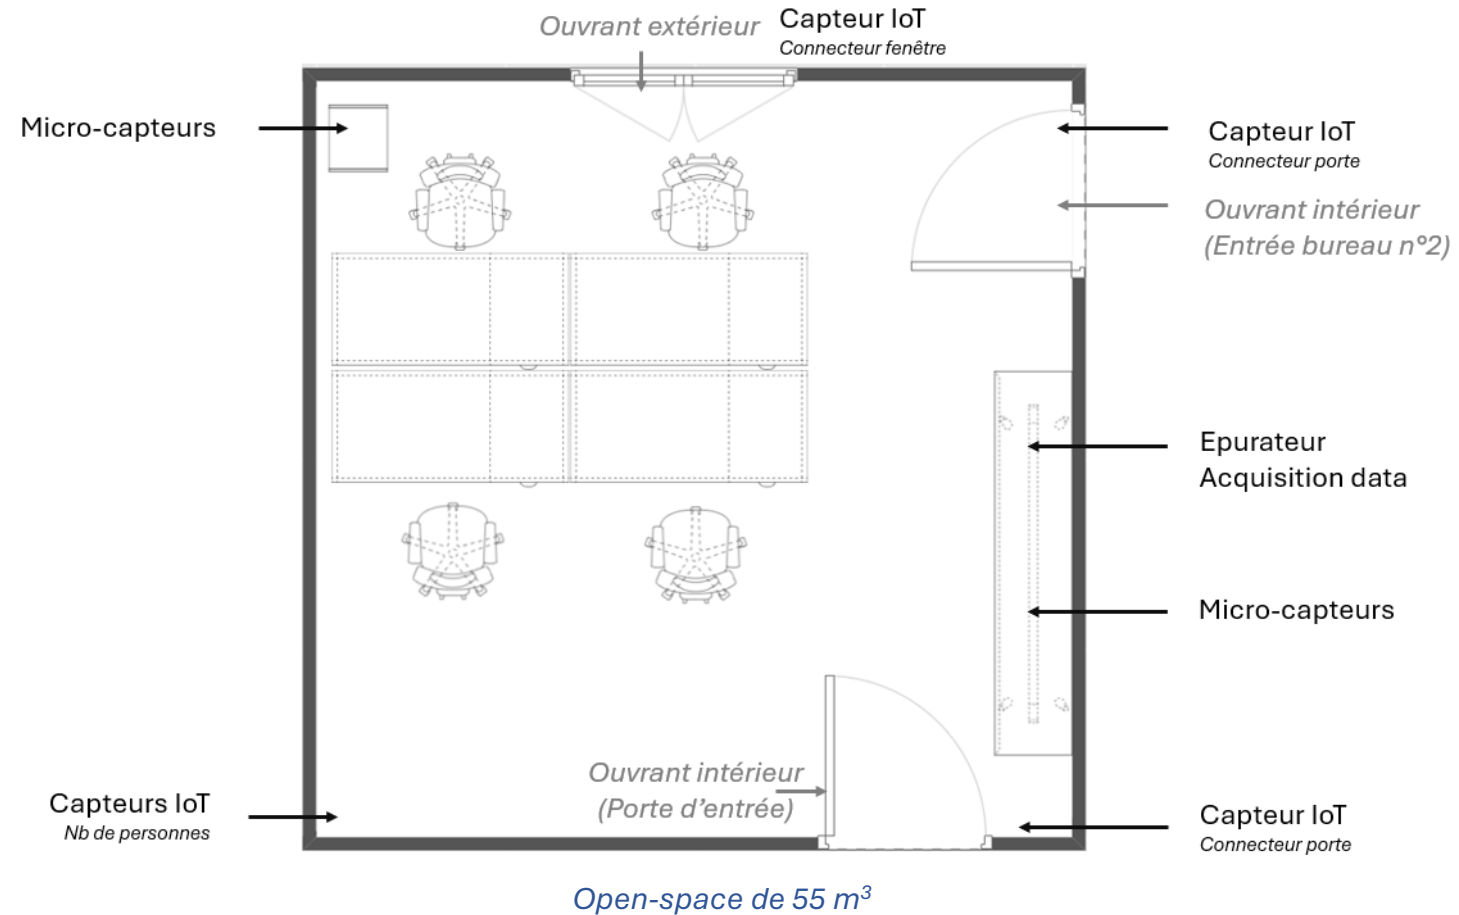 Ouvrant extérieur
Capteur IoT
Connecteur fenêtre
Micro-capteurs
Capteur IoT
Connecteur porte
Ouvrant intérieur
(Entrée bureau n°2)
Epurateur
Acquisition data
Micro-capteurs
Ouvrant intérieur
(Porte d'entrée)
Capteurs IoT
Nb de personnes
Capteur IoT
Connecteur porte
Open-space de 55 m³